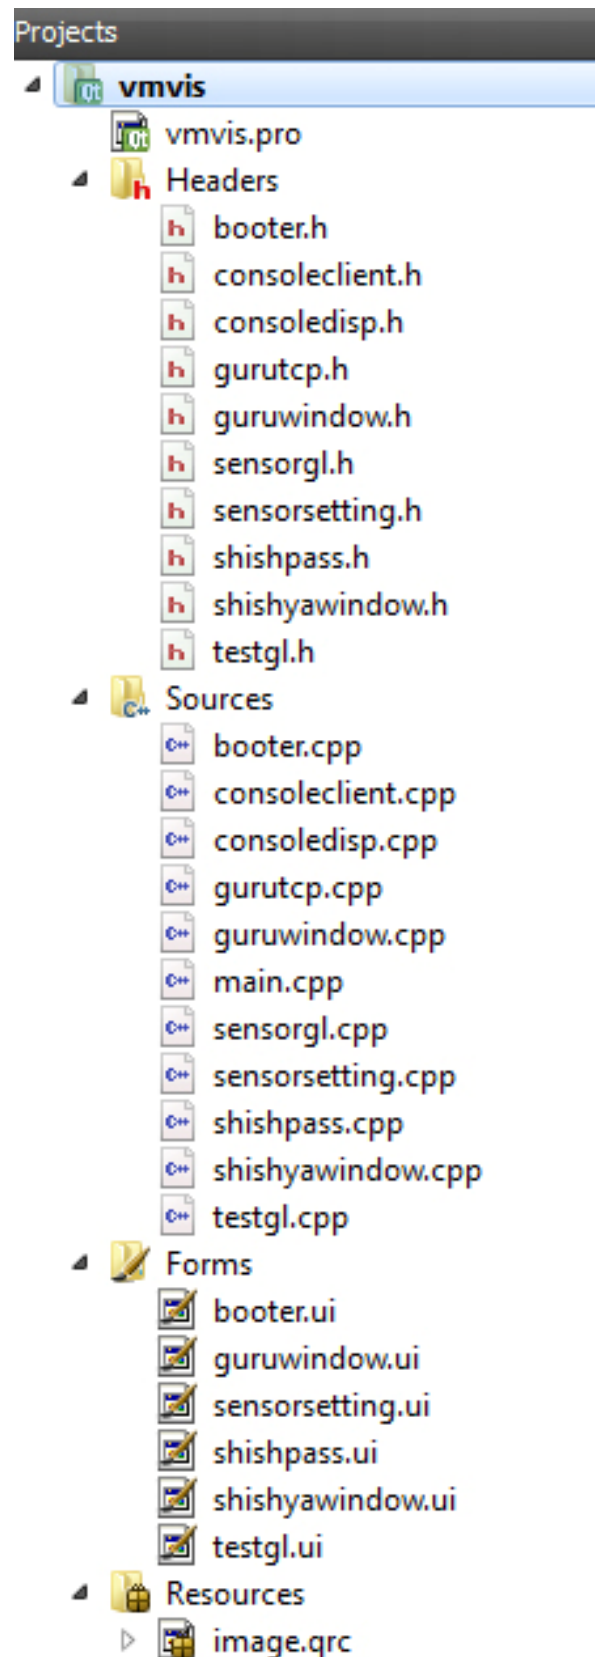 Projects
vmvis
vmvis.pro
Headers
booter.h
consoleclient.h
consoledisp.h
gurutcp.h
guruwindow.h
sensorgl.h
sensorsetting.h
shishpass.h
shishyawindow.h
testgl.h
Sources
booter.cpp
consoleclient.cpp
consoledisp.cpp
gurutcp.cpp
guruwindow.cpp
main.cpp
sensorgl.cpp
sensorsetting.cpp
shishpass.cpp
shishyawindow.cpp
testgl.cpp
Forms
booter.ui
guruwindow.ui
sensorsetting.ui
shishpass.ui
shishyawindow.ui
testgl.ui
Resources
image.qrc